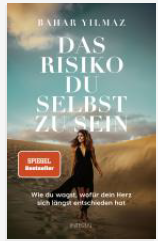 BAHAR YILMAZ
DAS
RISIKO
DU
SELBST
ZU SEIN
SPIEGEL
Bestseller
Wie du wagst, wofür dein Herz
sich längst entschieden hat